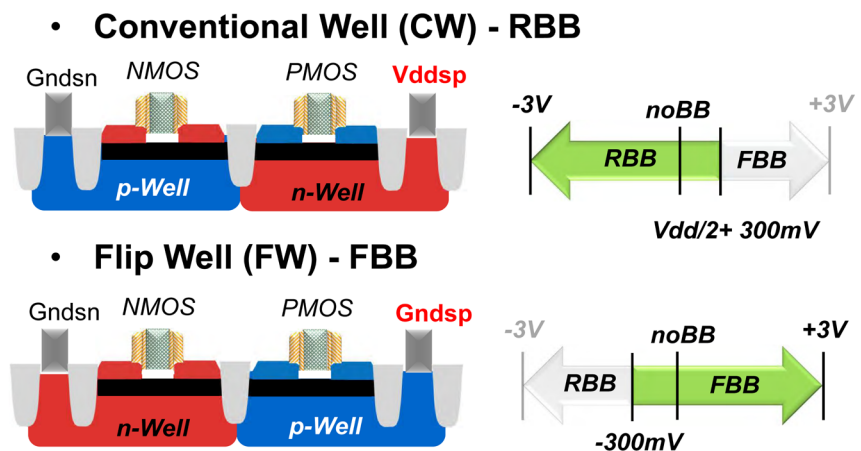 • Conventional Well (CW) - RBB
Gndsn
NMOS
PMOS
Vddsp
p-Well
n-Well
-3V
noBB
+3V
RBB
FBB
Vdd/2+ 300mV
• Flip Well (FW) - FBB
Gndsn
NMOS
PMOS
Gndsp
n-Well
p-Well
-3V
noBB
+3V
RBB
FBB
-300mV